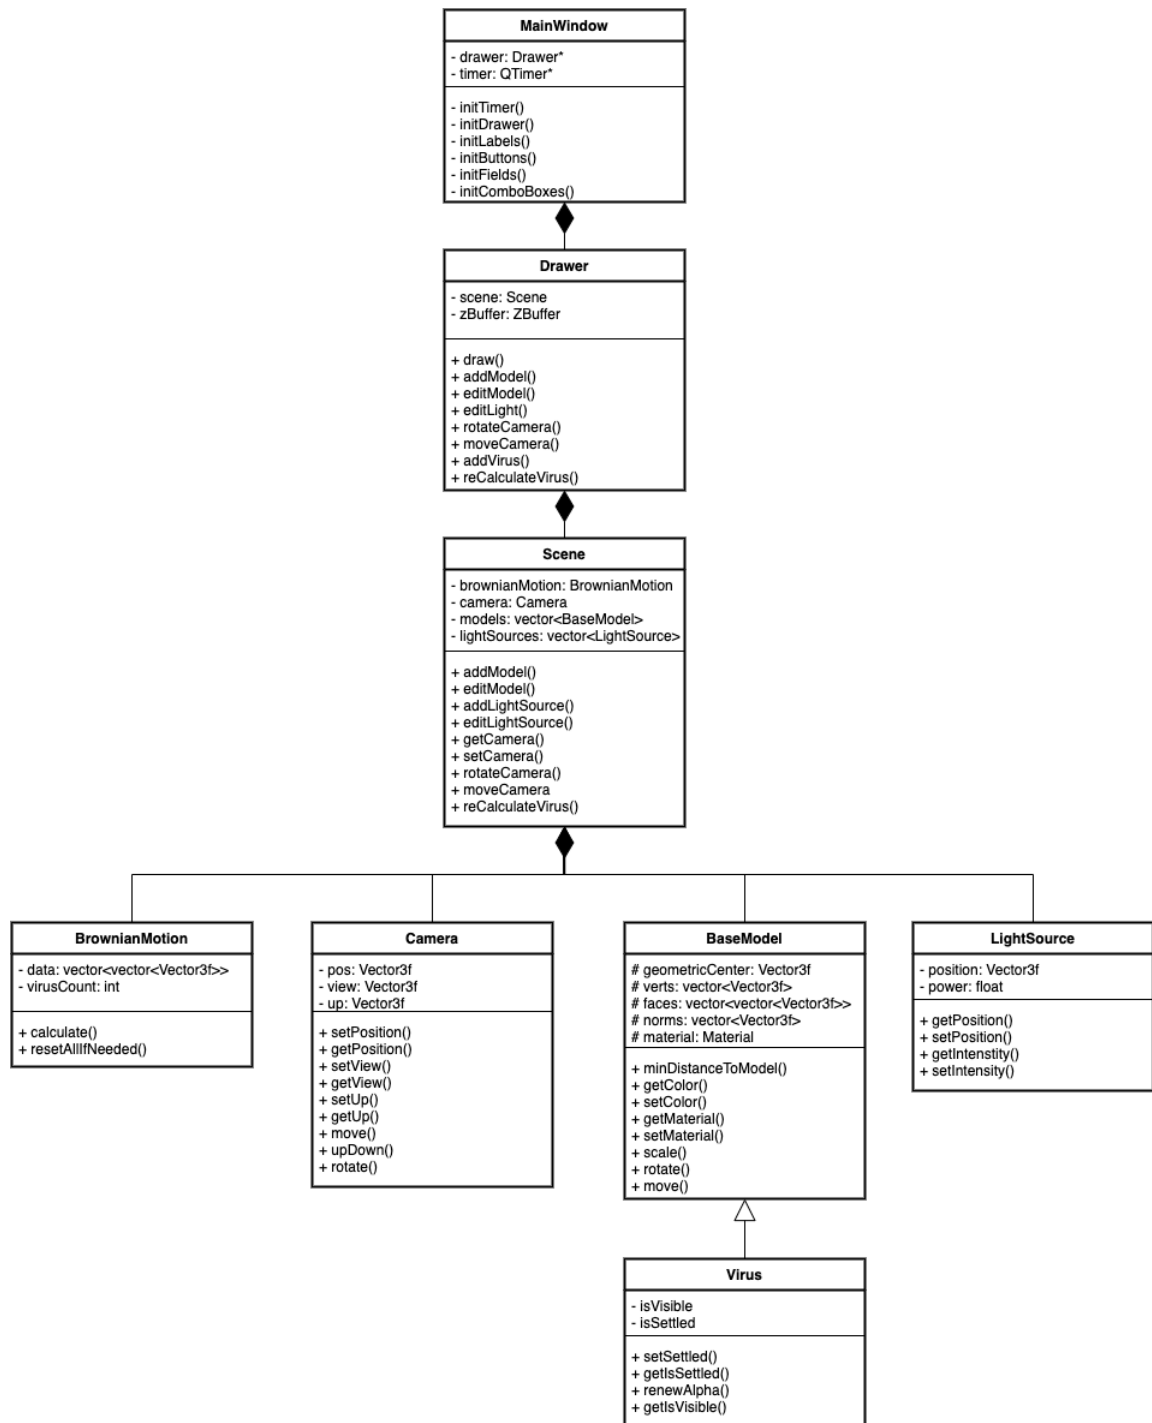 MainWindow
- drawer: Drawer*
- timer: QTimer*
- initTimer()
- initDrawer()
- initLabels()
- initButtons()
- initFields()
- initComboBoxes()
Drawer
- scene: Scene
- zBuffer: ZBuffer
+ draw()
+ addModel()
+ editModel()
+ editLight()
+ rotateCamera()
+ moveCamera()
+ addVirus()
+ reCalculateVirus()
Scene
- brownianMotion: BrownianMotion
- camera: Camera
- models: vector<BaseModel>
- lightSources: vector<LightSource>
+ addModel()
+ editModel()
+ addLightSource()
+ editLightSource()
+ getCamera()
+ setCamera()
+ rotateCamera()
+ moveCamera
+ reCalculateVirus()
BrownianMotion
- data: vector<vector<Vector3f>>
- virusCount: int
+ calculate()
+ resetAllIfNeeded()
Camera
- pos: Vector3f
- view: Vector3f
- up: Vector3f
+ setPosition()
+ getPosition()
+ setView()
+ getView()
+ setUp()
+ getUp()
+ move()
+ upDown()
+ rotate()
BaseModel
# geometricCenter: Vector3f
# verts: vector<Vector3f>
# faces: vector<vector<Vector3f>>
# norms: vector<Vector3f>
# material: Material
+ minDistanceToModel()
+ getColor()
+ setColor()
+ getMaterial()
+ setMaterial()
+ scale()
+ rotate()
+ move()
LightSource
- position: Vector3f
- power: float
+ getPosition()
+ setPosition()
+ getIntenstity()
+ setIntensity()
Virus
- isVisible
- isSettled
+ setSettled()
+ getIsSettled()
+ renewAlpha()
+ getIsVisible()